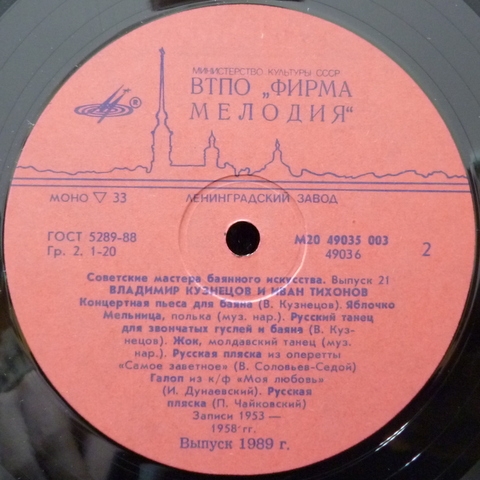 МИНИСТЕРСТВО КУЛЬТУРЫ СССР
ВТПО „ФИРМА
МЕЛОДИЯ“
®
МОНО ▽ 33
ЛЕНИНГРАДСКИЙ ЗАВОД
ГОСТ 5289-88
Гр. 2. 1-20
М20 49035 003
49036
2
Советские мастера баянного искусства. Выпуск 21
ВЛАДИМИР КУЗНЕЦОВ И ИВАН ТИХОНОВ
Концертная пьеса для баяна (В. Кузнецов). Яблочко
Мельница, полька (муз. нар.). Русский танец
для звончатых гуслей и баяна (В. Куз-
нецов). Жок, молдавский танец (муз.
нар.). Русская пляска из оперетты
«Самое заветное» (В. Соловьев-Седой)
Галоп из к/ф «Моя любовь»
(И. Дунаевский). Русская
пляска (П. Чайковский)
Записи 1953 —
1958 гг.
Выпуск 1989 г.